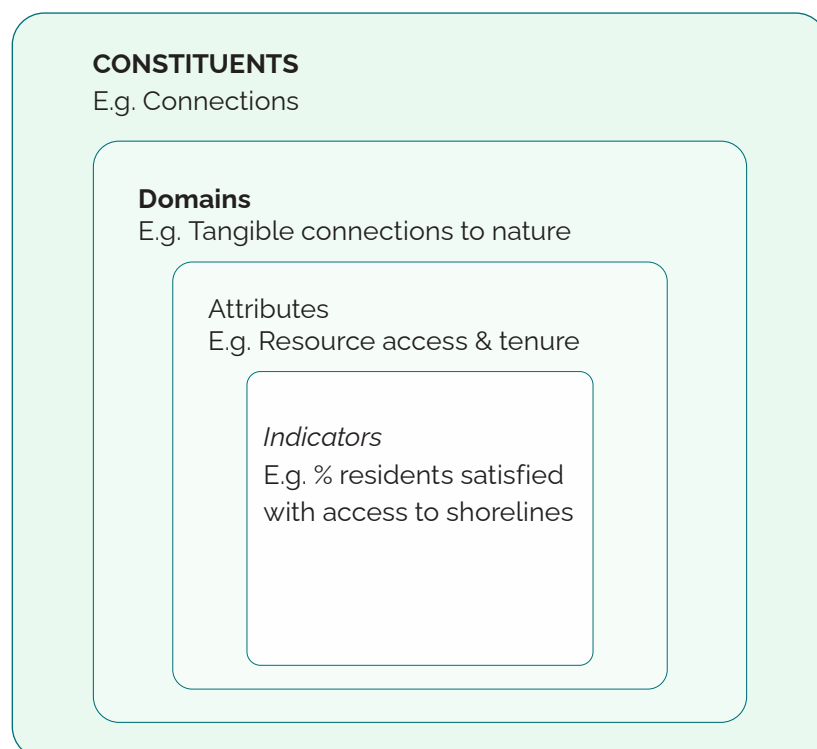 CONSTITUENTS
E.g. Connections
Domains
E.g. Tangible connections to nature
Attributes
E.g. Resource access & tenure
Indicators
E.g. % residents satisfied
with access to shorelines